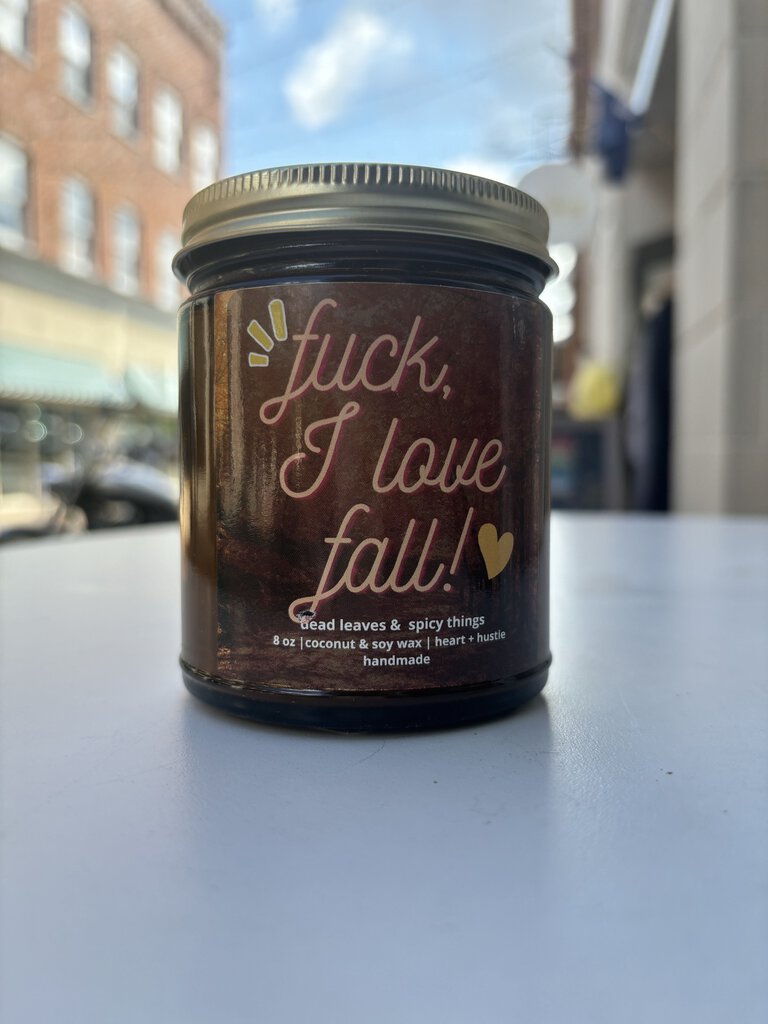 fuck,
I love
fall!
dead leaves & spicy things
8 oz |coconut & soy wax | heart + hustle
handmade